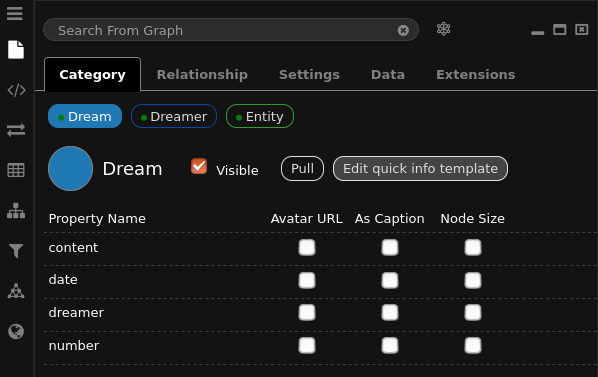 Search From Graph
Category Relationship Settings Data Extensions
Dream Dreamer Entity
Dream Visible Pull Edit quick info template
Property Name Avatar URL As Caption Node Size
content
date
dreamer
number